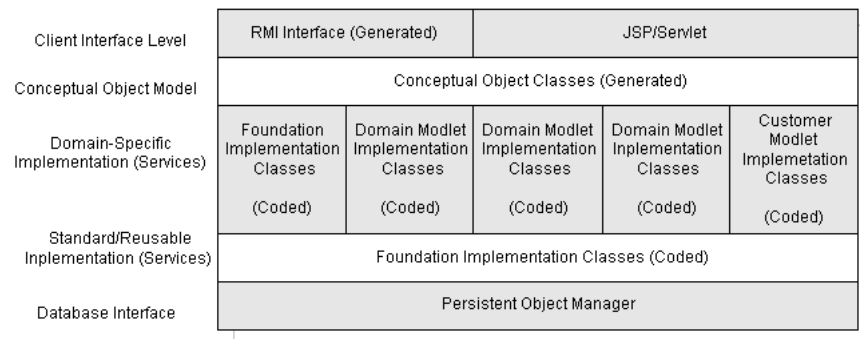 Client Interface Level
RMI Interface (Generated)
JSP/Servlet
Conceptual Object Model
Conceptual Object Classes (Generated)
Domain-Specific
Implementation (Services)
Foundation
Implementation
Classes
(Coded)
Domain Modlet
Implementation
Classes
(Coded)
Domain Modlet
Implementation
Classes
(Coded)
Domain Modlet
Inplementation
Classes
(Coded)
Customer
Modlet
Implemetation
Classes
(Coded)
Standard/Reusable
Inplementation (Services)
Foundation Implementation Classes (Coded)
Database Interface
Persistent Object Manager